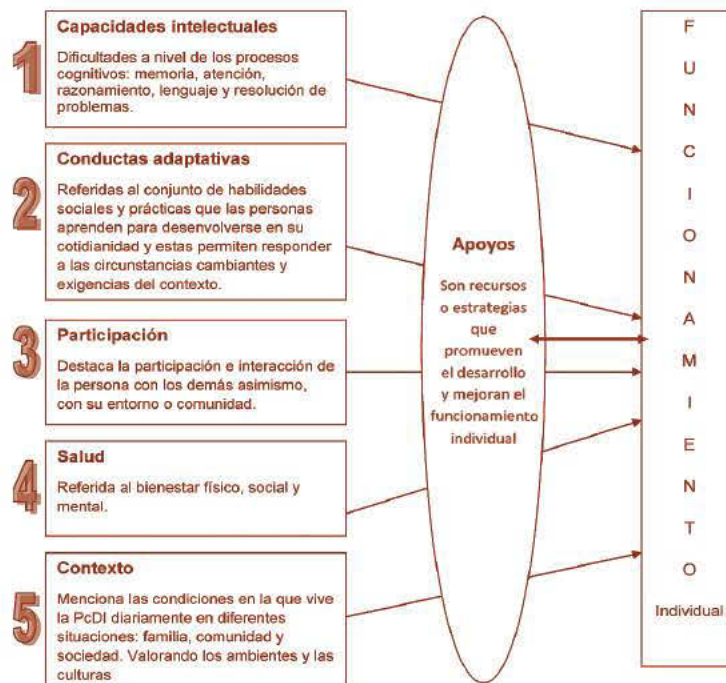 1
Capacidades intelectuales
Dificultades a nivel de los procesos
cognitivos: memoria, atención,
razonamiento, lenguaje y resolución de
problemas.
2
Conductas adaptativas
Referidas al conjunto de habilidades
sociales y prácticas que las personas
aprenden para desenvolverse en su
cotidianidad y estas permiten responder
a las circunstancias cambiantes y
exigencias del contexto.
3
Participación
Destaca la participación e interacción de
la persona con los demás asimismo,
con su entorno o comunidad.
4
Salud
Referida al bienestar físico, social y
mental.
5
Contexto
Menciona las condiciones en la que vive
la PcDI diariamente en diferentes
situaciones: familia, comunidad y
sociedad. Valorando los ambientes y las
culturas
Apoyos
Son recursos
o estrategias
que
promueven
el desarrollo
y mejoran el
funcionamiento
individual
F
U
N
C
I
O
N
A
M
I
E
N
T
O
Individual